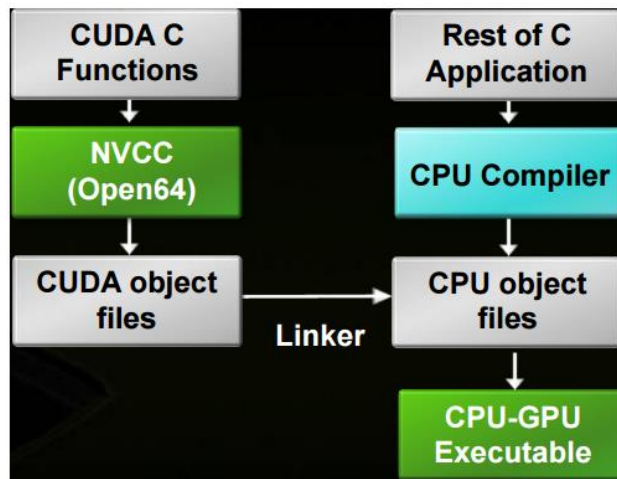 CUDA C
Functions
Rest of C
Application
NVCC
(Open64)
CPU Compiler
CUDA object
files
Linker
CPU object
files
CPU-GPU
Executable